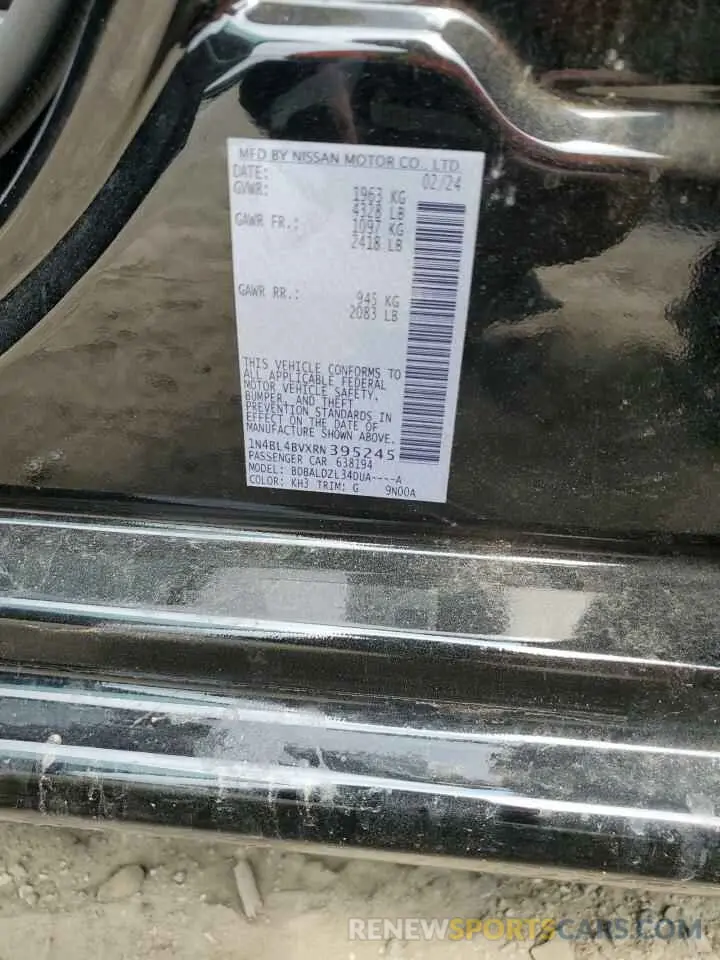 MFD BY NISSAN MOTOR CO., LTD
DATE: 02/24
GVWR: 1963 KG
4328 LB
GAWR FR.: 1097 KG
2418 LB
GAWR RR.: 945 KG
2083 LB
THIS VEHICLE CONFORMS TO
ALL APPLICABLE FEDERAL
MOTOR VEHICLE SAFETY,
BUMPER, AND THEFT
PREVENTION STANDARDS IN
EFFECT ON THE DATE OF
MANUFACTURE SHOWN ABOVE.
1N4BL4BVXRN395245
PASSENGER CAR 638194
MODEL: BDBALDZL34DUA----A
COLOR: KH3 TRIM: G 9N00A
RENEWSPORTSCARS.COM